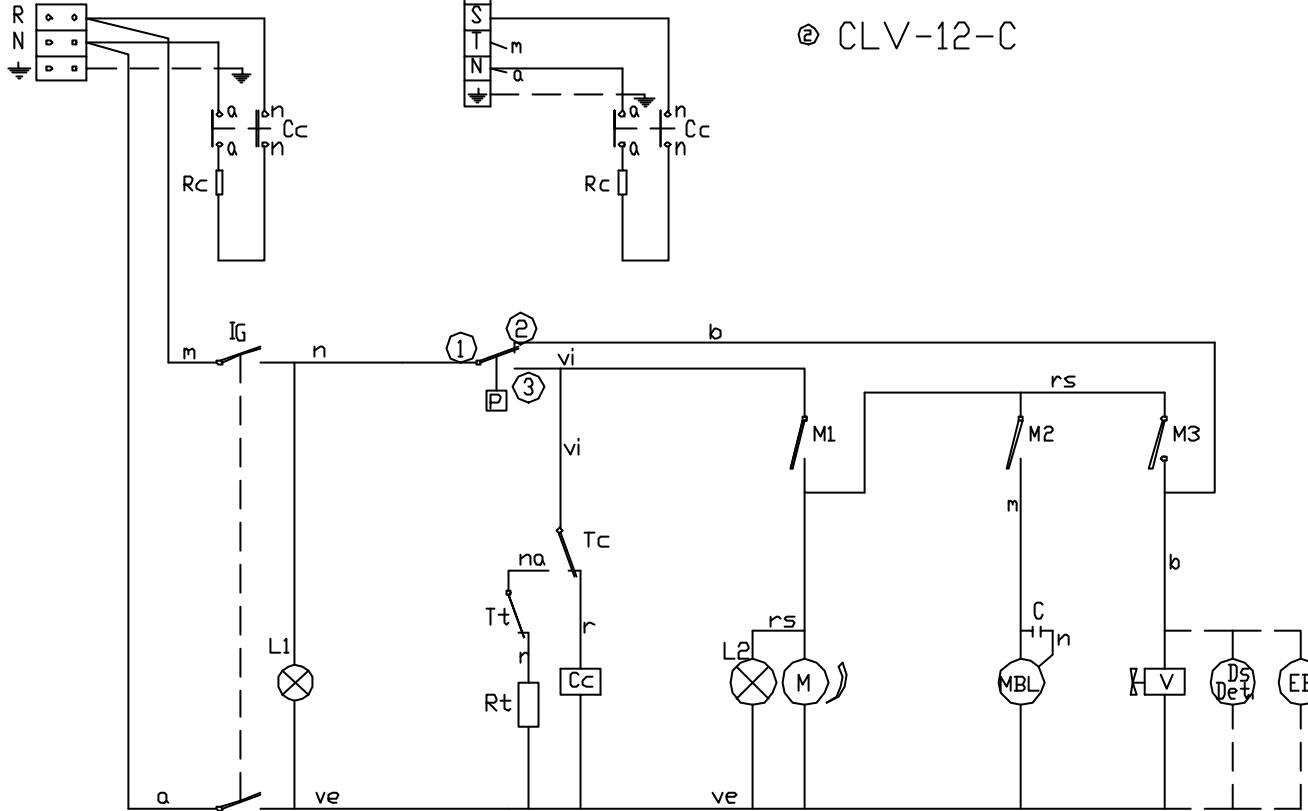 R
S
② CLV-12-C
N
T
m
N
a
a n
Cc
a n
Rc
a n
Cc
a n
Rc
IG
m
n
1
2
b
vi
3
P
rs
M1
M2
M3
vi
m
Tc
na
b
Tt
r
C
n
rs
r
L1
L2
Rt
Cc
M
MBL
V
Ds
Det.
a
ve
ve